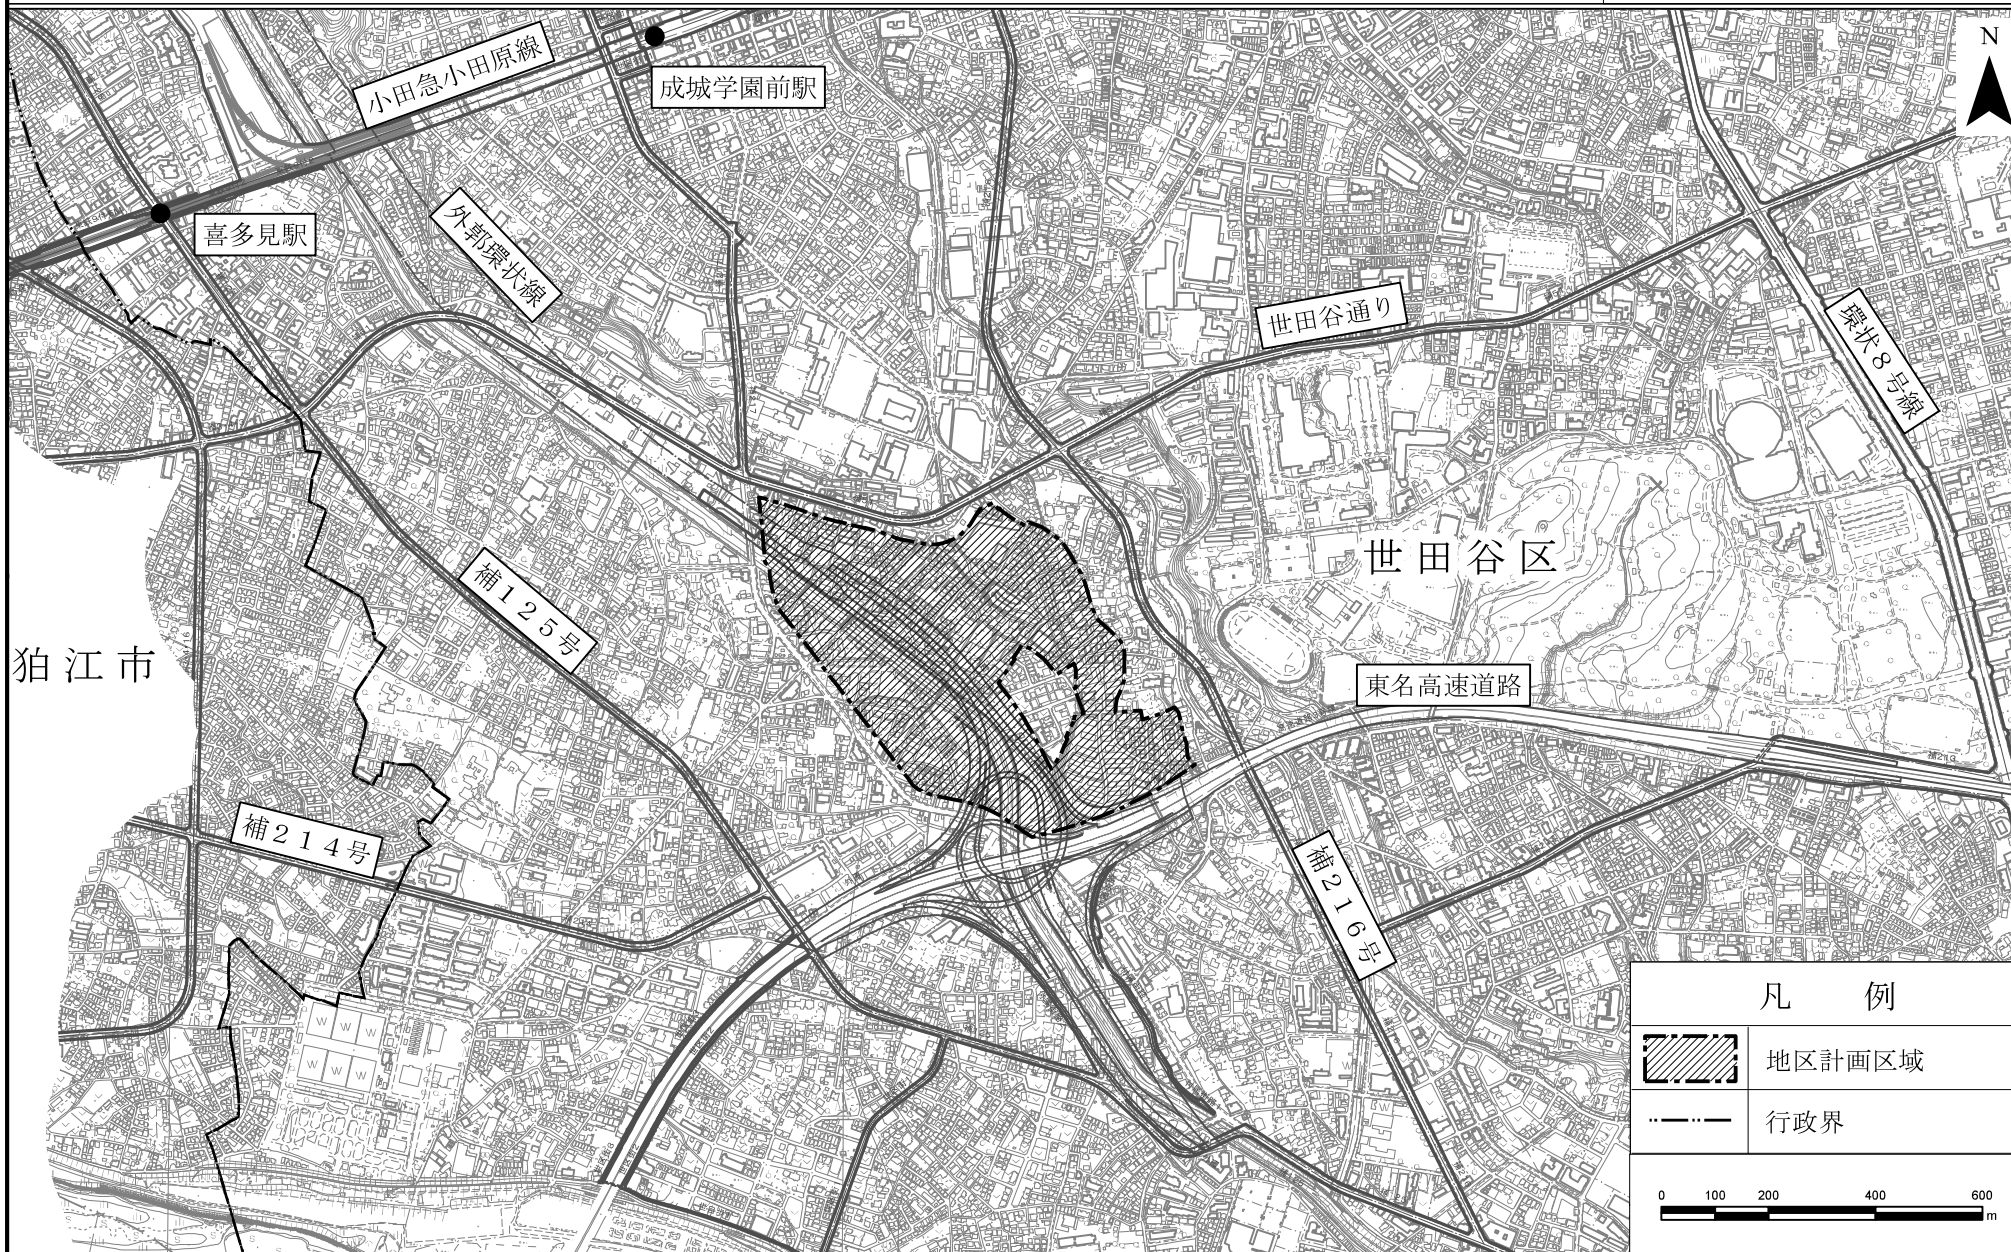 小田急小田原線
成城学園前駅
N
喜多見駅
外郭環状線
世田谷通り
環状8号線
世田谷区
補125号
狛江市
東名高速道路
補214号
補216号
凡 例
地区計画区域
行政界
0 100 200 400 600
m
W W W
W W W